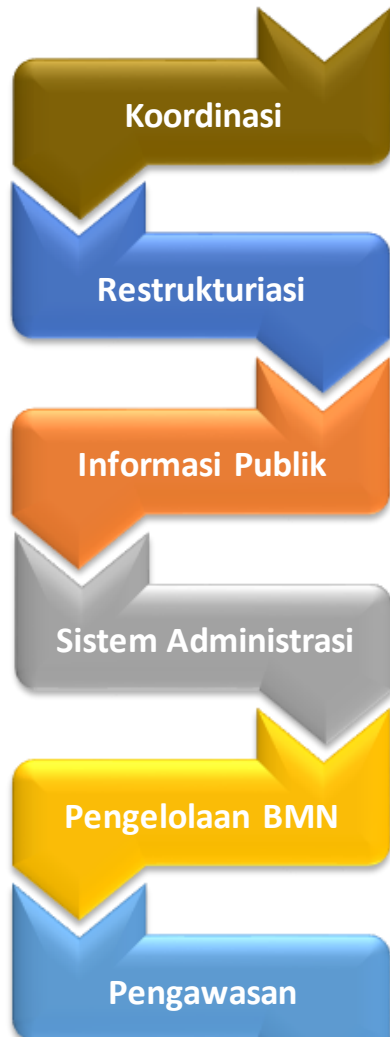 Koordinasi
Restrukturiasi
Informasi Publik
Sistem Administrasi
Pengelolaan BMN
Pengawasan